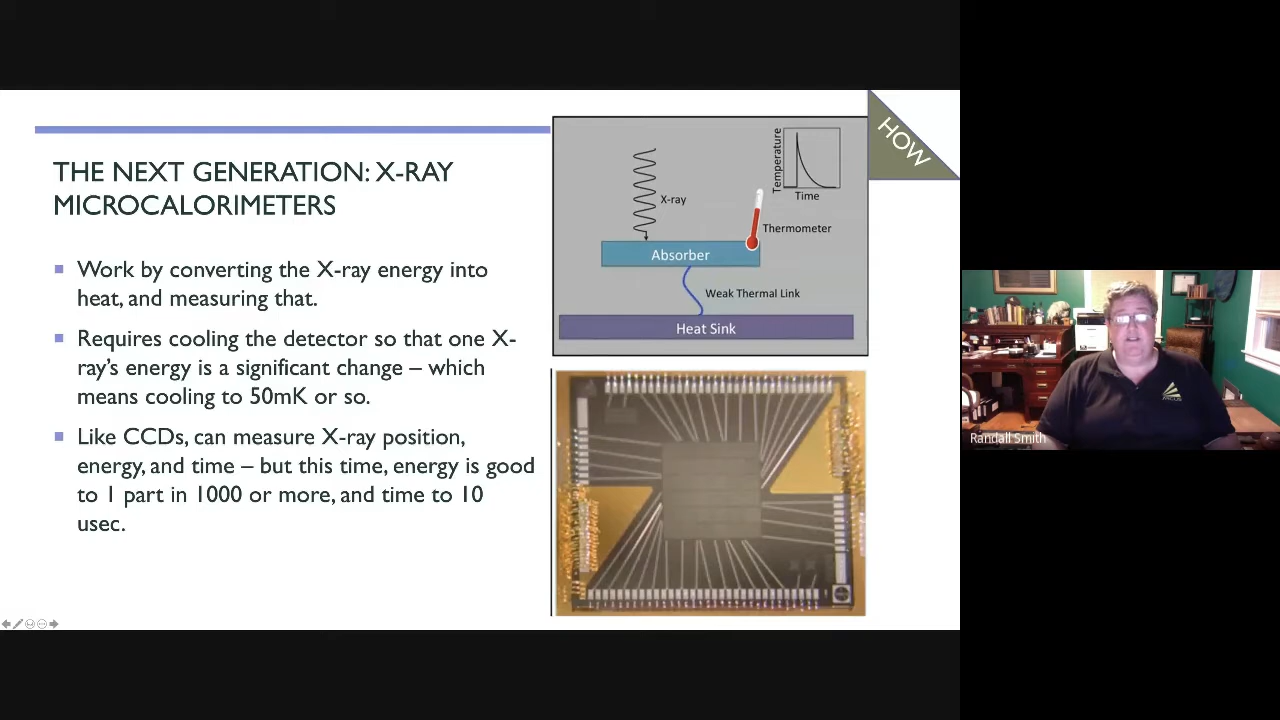 THE NEXT GENERATION: X-RAY
MICROCALORIMETERS
Work by converting the X-ray energy into
heat, and measuring that.
Requires cooling the detector so that one X-
ray's energy is a significant change – which
means cooling to 50mK or so.
Like CCDs, can measure X-ray position,
energy, and time – but this time, energy is good
to 1 part in 1000 or more, and time to 10
usec.
HOW
Temperature
Time
X-ray
Thermometer
Absorber
Weak Thermal Link
Heat Sink
Randall Smith
ARCUS